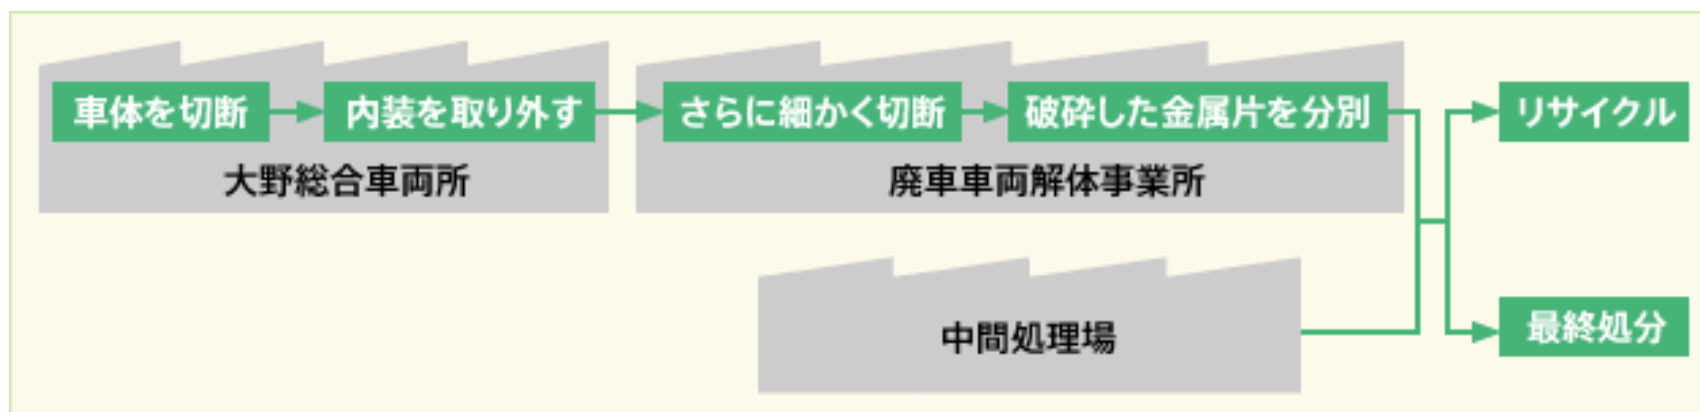 車体を切断
内装を取り外す
大野総合車両所
さらに細かく切断
破砕した金属片を分別
廃車車両解体事業所
中間処理場
リサイクル
最終処分